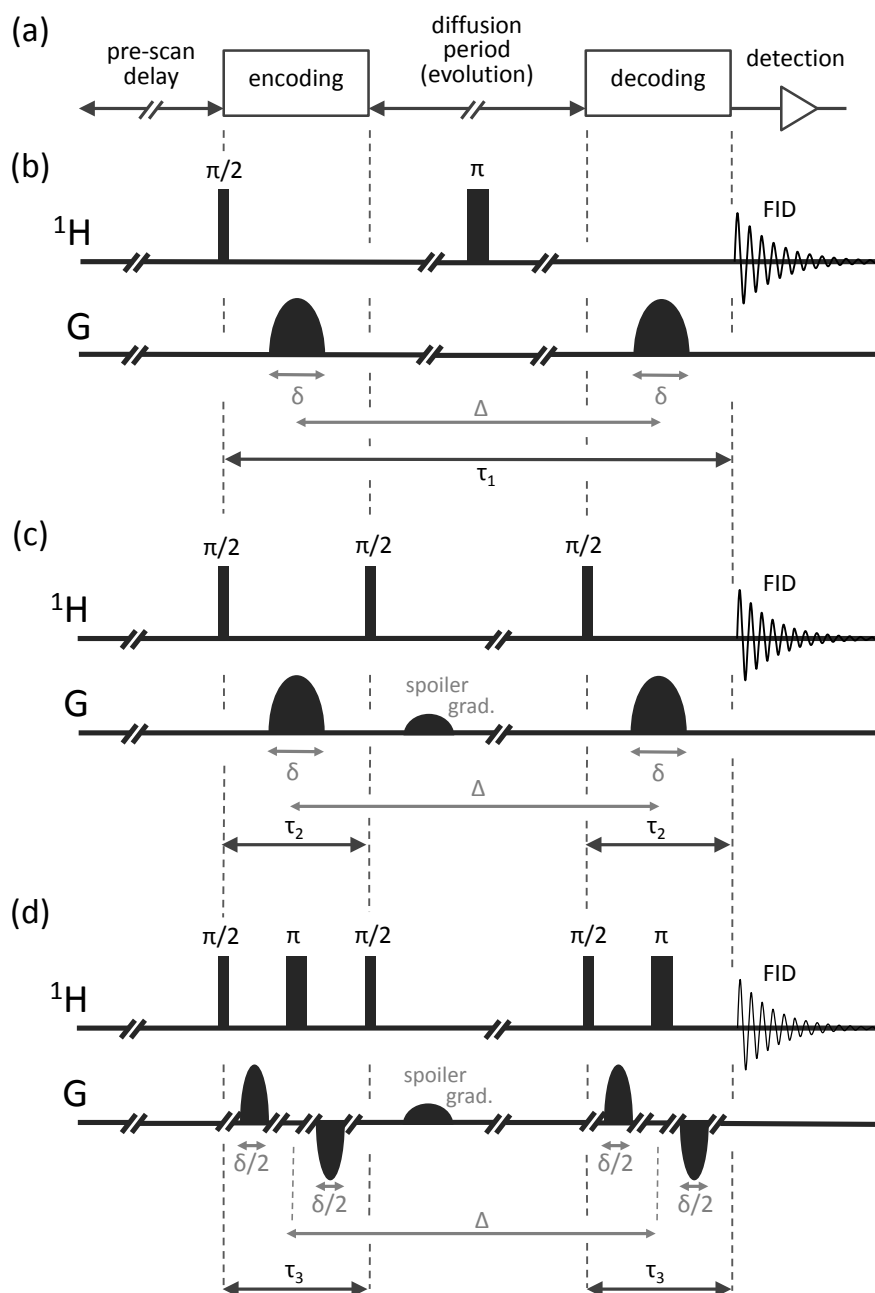 (a)
pre-scan
delay
encoding
diffusion
period
(evolution)
decoding
detection
(b)
π/2
π
FID
¹H
G
δ
δ
Δ
τ₁
(c)
π/2
π/2
π/2
FID
¹H
spoiler
grad.
G
δ
δ
Δ
τ₂
τ₂
(d)
π/2
π
π/2
π/2
π
FID
¹H
spoiler
grad.
G
δ/2
δ/2
δ/2
δ/2
Δ
τ₃
τ₃